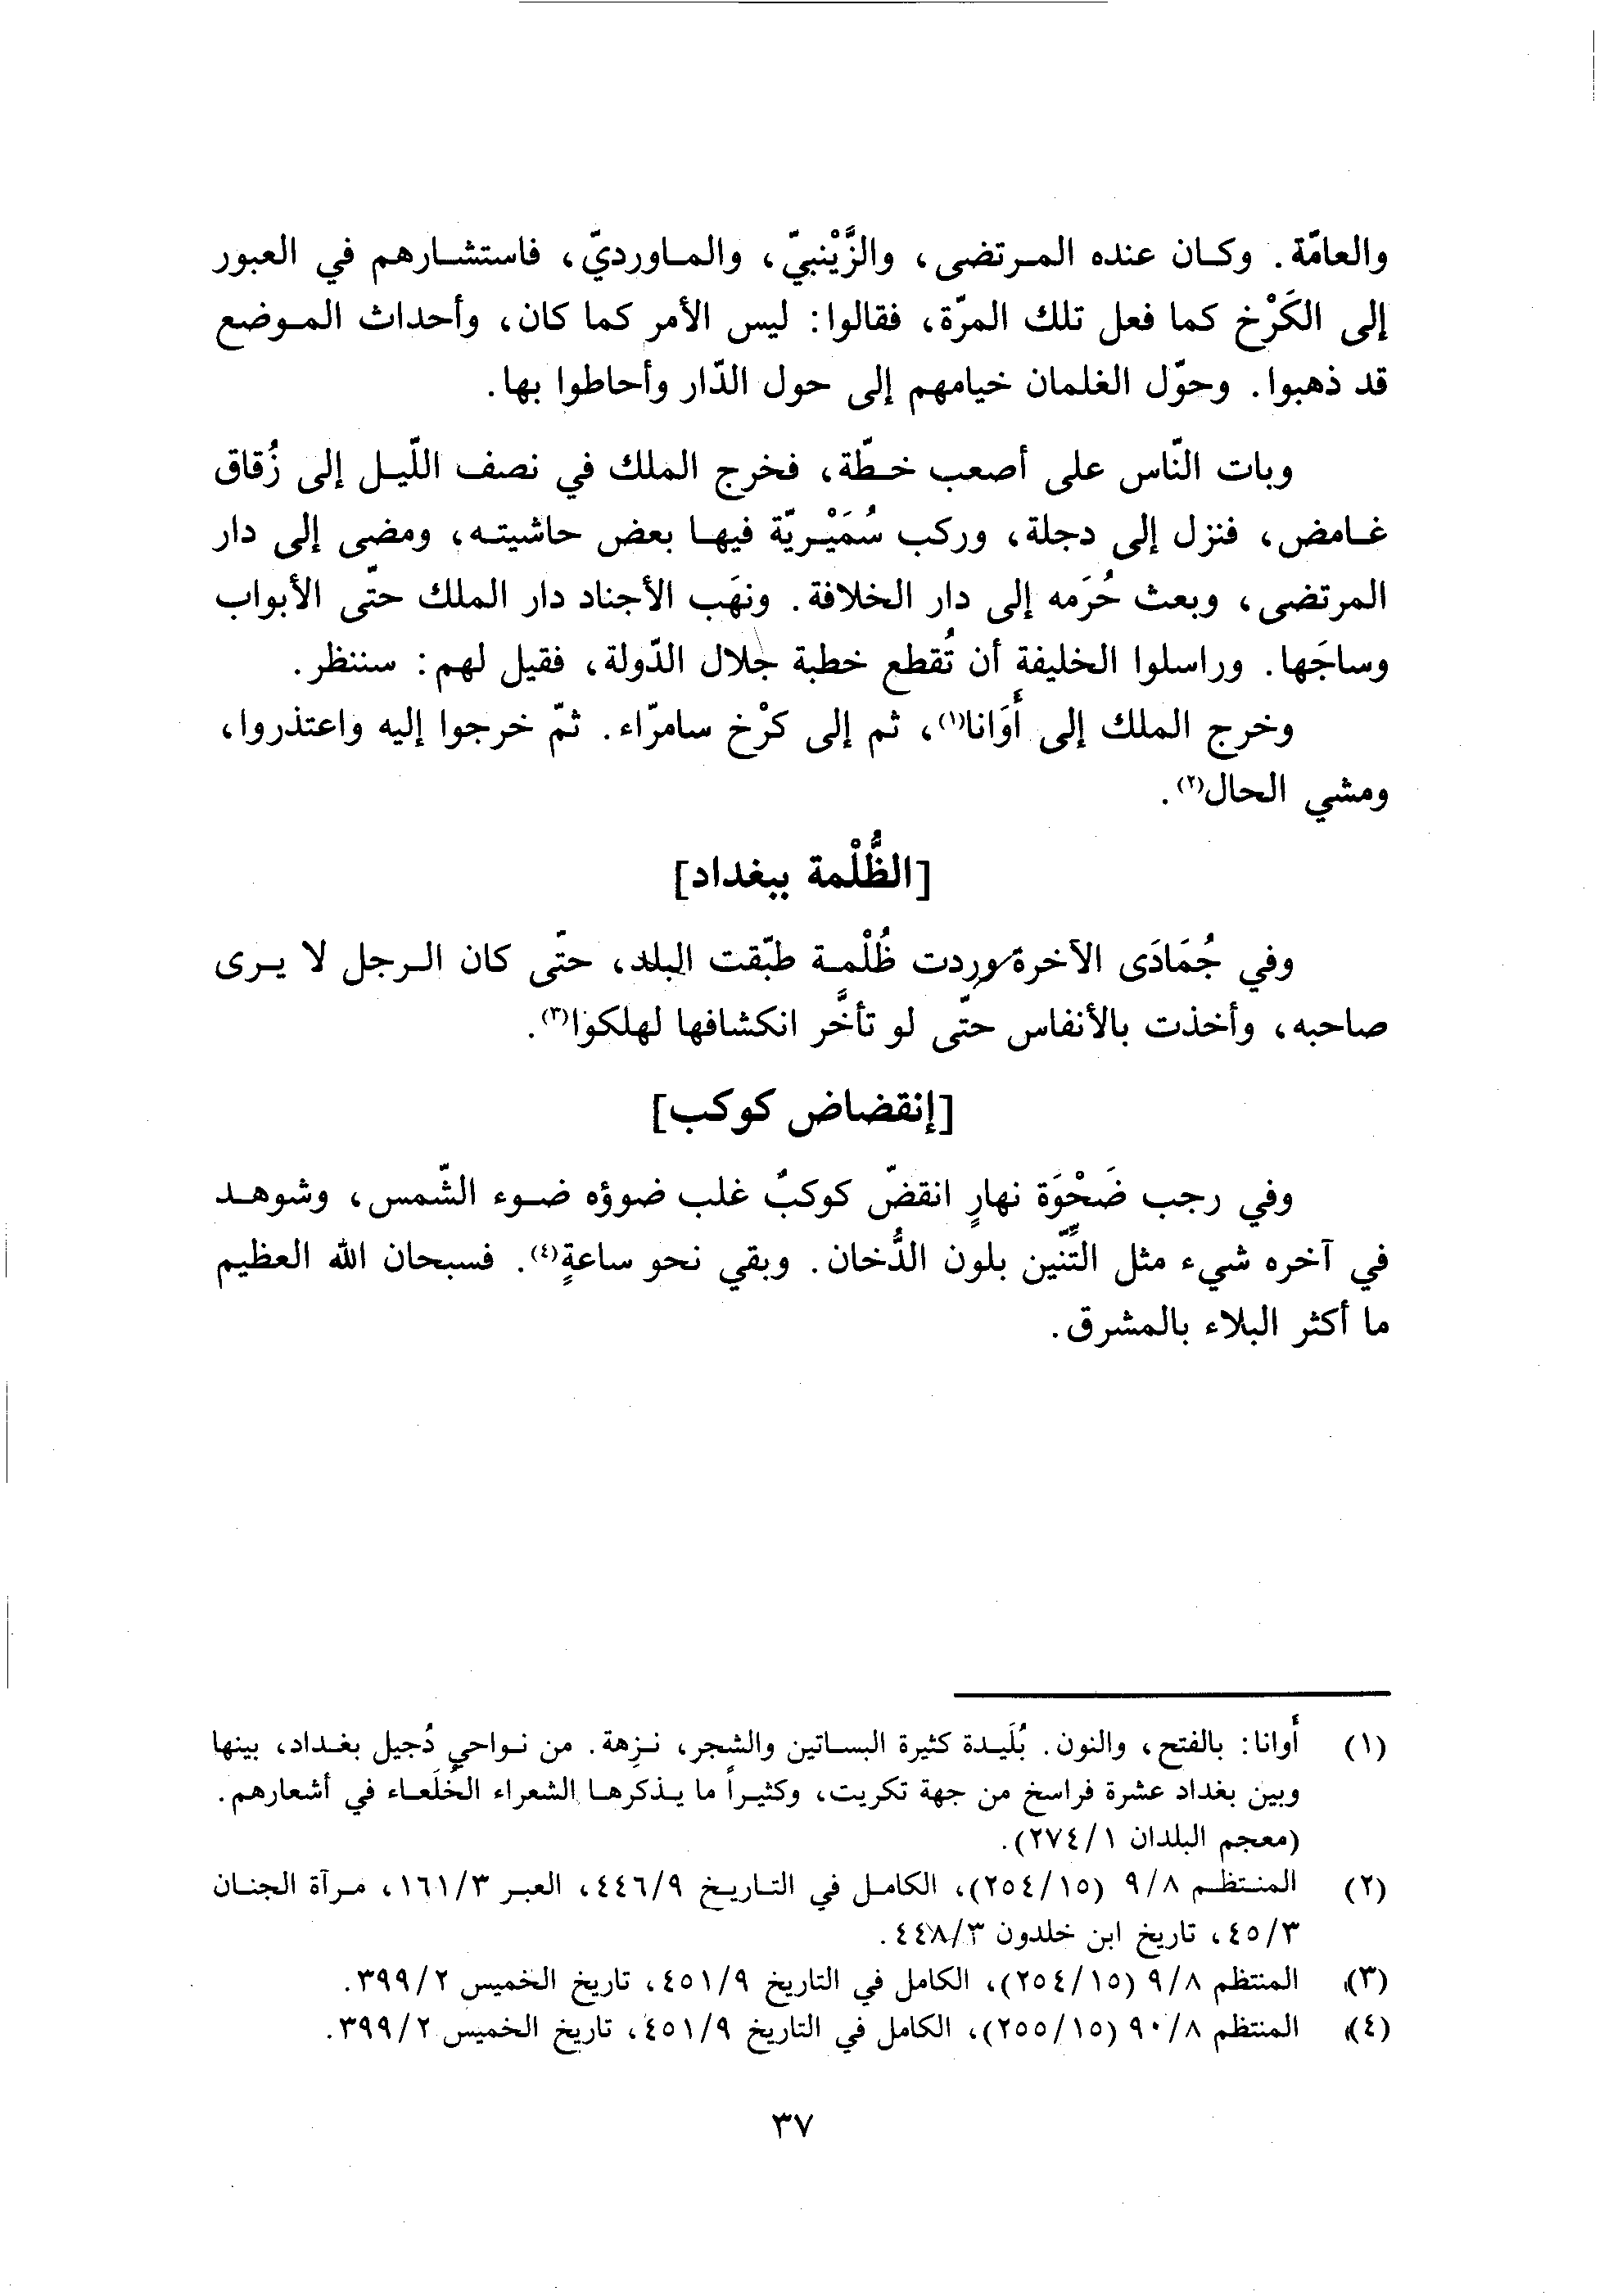 والعامّة. وكان عنده المرتضى، والزَّيْنبيّ، والماورديّ، فاستشارهم في العبور
إلى الكَرْخ كما فعل تلك المرّة، فقالوا: ليس الأمر كما كان، وأحداث الموضع
قد ذهبوا. وحوّل الغلمان خيامهم إلى حول الدّار وأحاطوا بها.
وبات النّاس على أصعب خطّة، فخرج الملك في نصف اللّيل إلى زُقاق
غامض، فنزل إلى دجلة، وركب سُمَيْريّة فيها بعض حاشيته، ومضى إلى دار
المرتضى، وبعث حُرَمه إلى دار الخلافة. ونهَب الأجناد دار الملك حتّى الأبواب
وساجَها. وراسلوا الخليفة أن تُقطع خطبة جلال الدّولة، فقيل لهم: سننظر.
وخرج الملك إلى أَوَانا(١)، ثم إلى كرْخ سامرّاء. ثمّ خرجوا إليه واعتذروا،
ومشي الحال(٢).
[الظُّلْمة ببغداد]
وفي جُمَادَى الآخرة وردت ظُلْمة طبّقت البلد، حتّى كان الرجل لا يرى
صاحبه، وأخذت بالأنفاس حتّى لو تأخَّر انكشافها لهلكوا(٣).
[إنقضاض كوكب]
وفي رجب ضَحْوَة نهارٍ انقضّ كوكبٌ غلب ضوؤه ضوء الشّمس، وشوهد
في آخره شيء مثل التِّنّين بلون الدُّخان. وبقي نحو ساعةٍ(٤). فسبحان الله العظيم
ما أكثر البلاء بالمشرق.
(١) أَوانا: بالفتح، والنون. بُلَيدة كثيرة البساتين والشجر، نزِهة. من نواحي دُجيل بغداد، بينها
وبين بغداد عشرة فراسخ من جهة تكريت، وكثيراً ما يذكرها الشعراء الخُلَعاء في أشعارهم.
(معجم البلدان ٢٧٤/١).
(٢) المنتظم ٩/٨ (٢٥٤/١٥)، الكامل في التاريخ ٤٤٦/٩، العبر ١٦١/٣، مرآة الجنان
٤٥/٣، تاريخ ابن خلدون ٤٤٨/٣.
(٣) المنتظم ٩/٨ (٢٥٤/١٥)، الكامل في التاريخ ٤٥١/٩، تاريخ الخميس ٣٩٩/٢.
(٤) المنتظم ٩٠/٨ (٢٥٥/١٥)، الكامل في التاريخ ٤٥١/٩، تاريخ الخميس ٣٩٩/٢.
٣٧